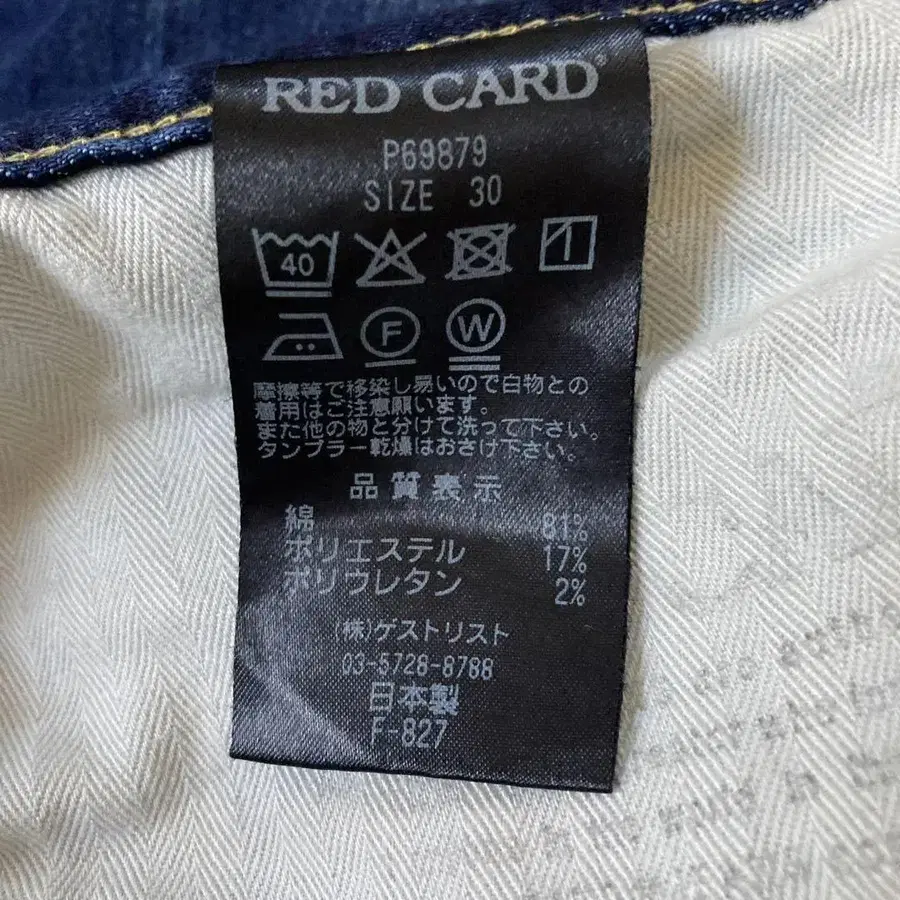 RED CARD®
P69879
SIZE 30
40
F W
摩擦等で移染し易いので白物との
着用はご注意願います。
また他の物と分けて洗って下さい。
タンブラー乾燥はおさけ下さい。
品質表示
綿 81%
ポリエステル 17%
ポリウレタン 2%
(株)ゲストリスト
03-5728-8788
日本製
F-827